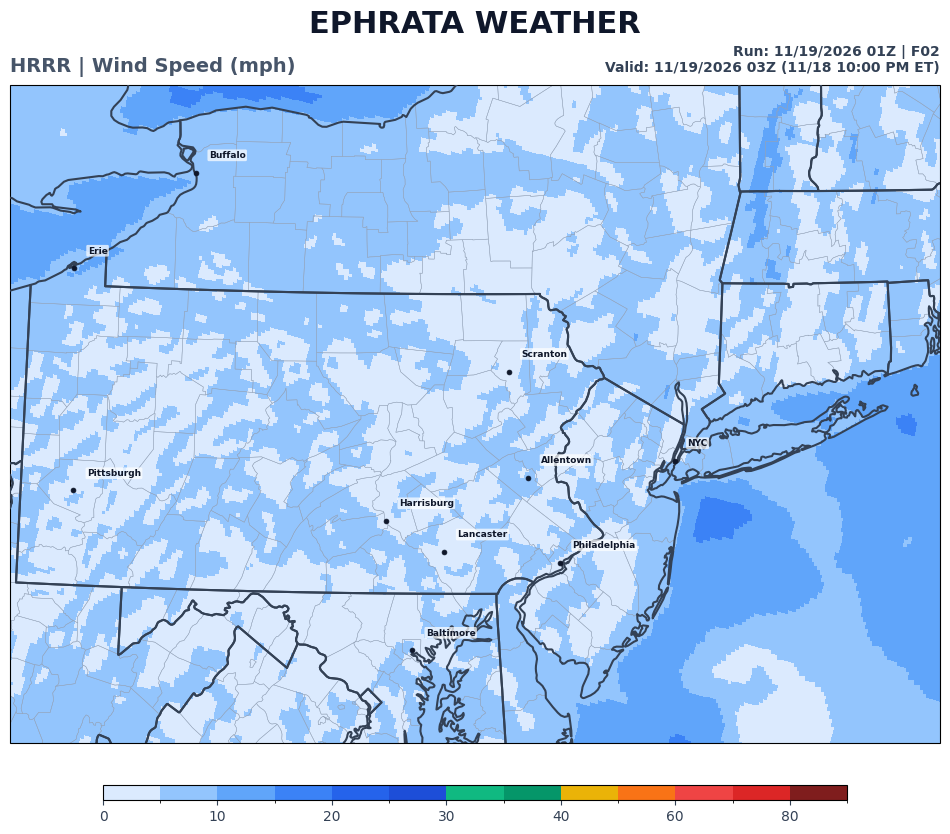 EPHRATA WEATHER
HRRR | Wind Speed (mph)
Run: 11/19/2026 01Z | F02
Valid: 11/19/2026 03Z (11/18 10:00 PM ET)
Buffalo
Erie
Scranton
NYC
Allentown
Pittsburgh
Harrisburg
Lancaster
Philadelphia
Baltimore
0 10 20 30 40 50 60 70 80